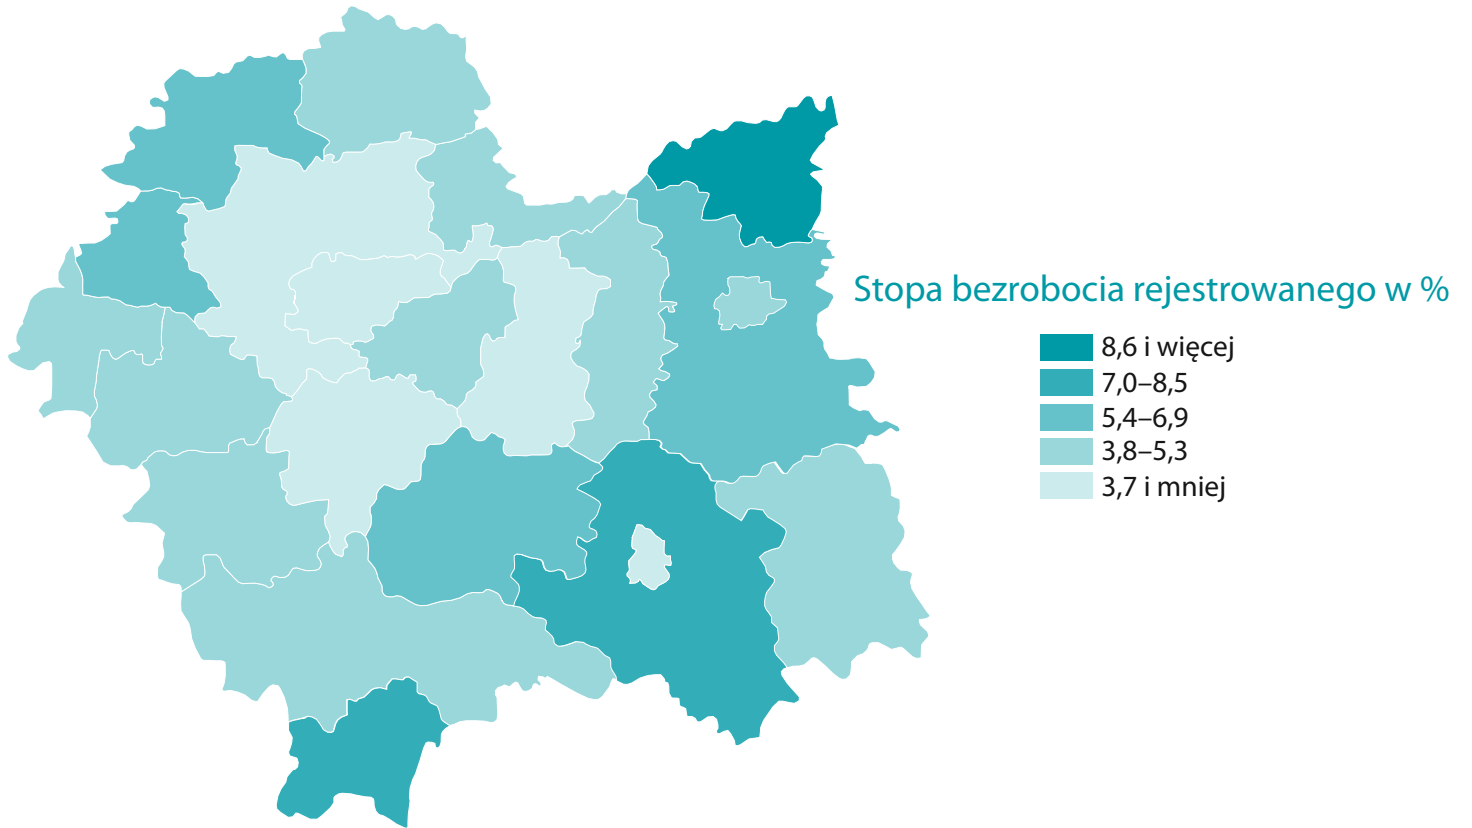 Stopa bezrobocia rejestrowanego w %
8,6 i więcej
7,0–8,5
5,4–6,9
3,8–5,3
3,7 i mniej